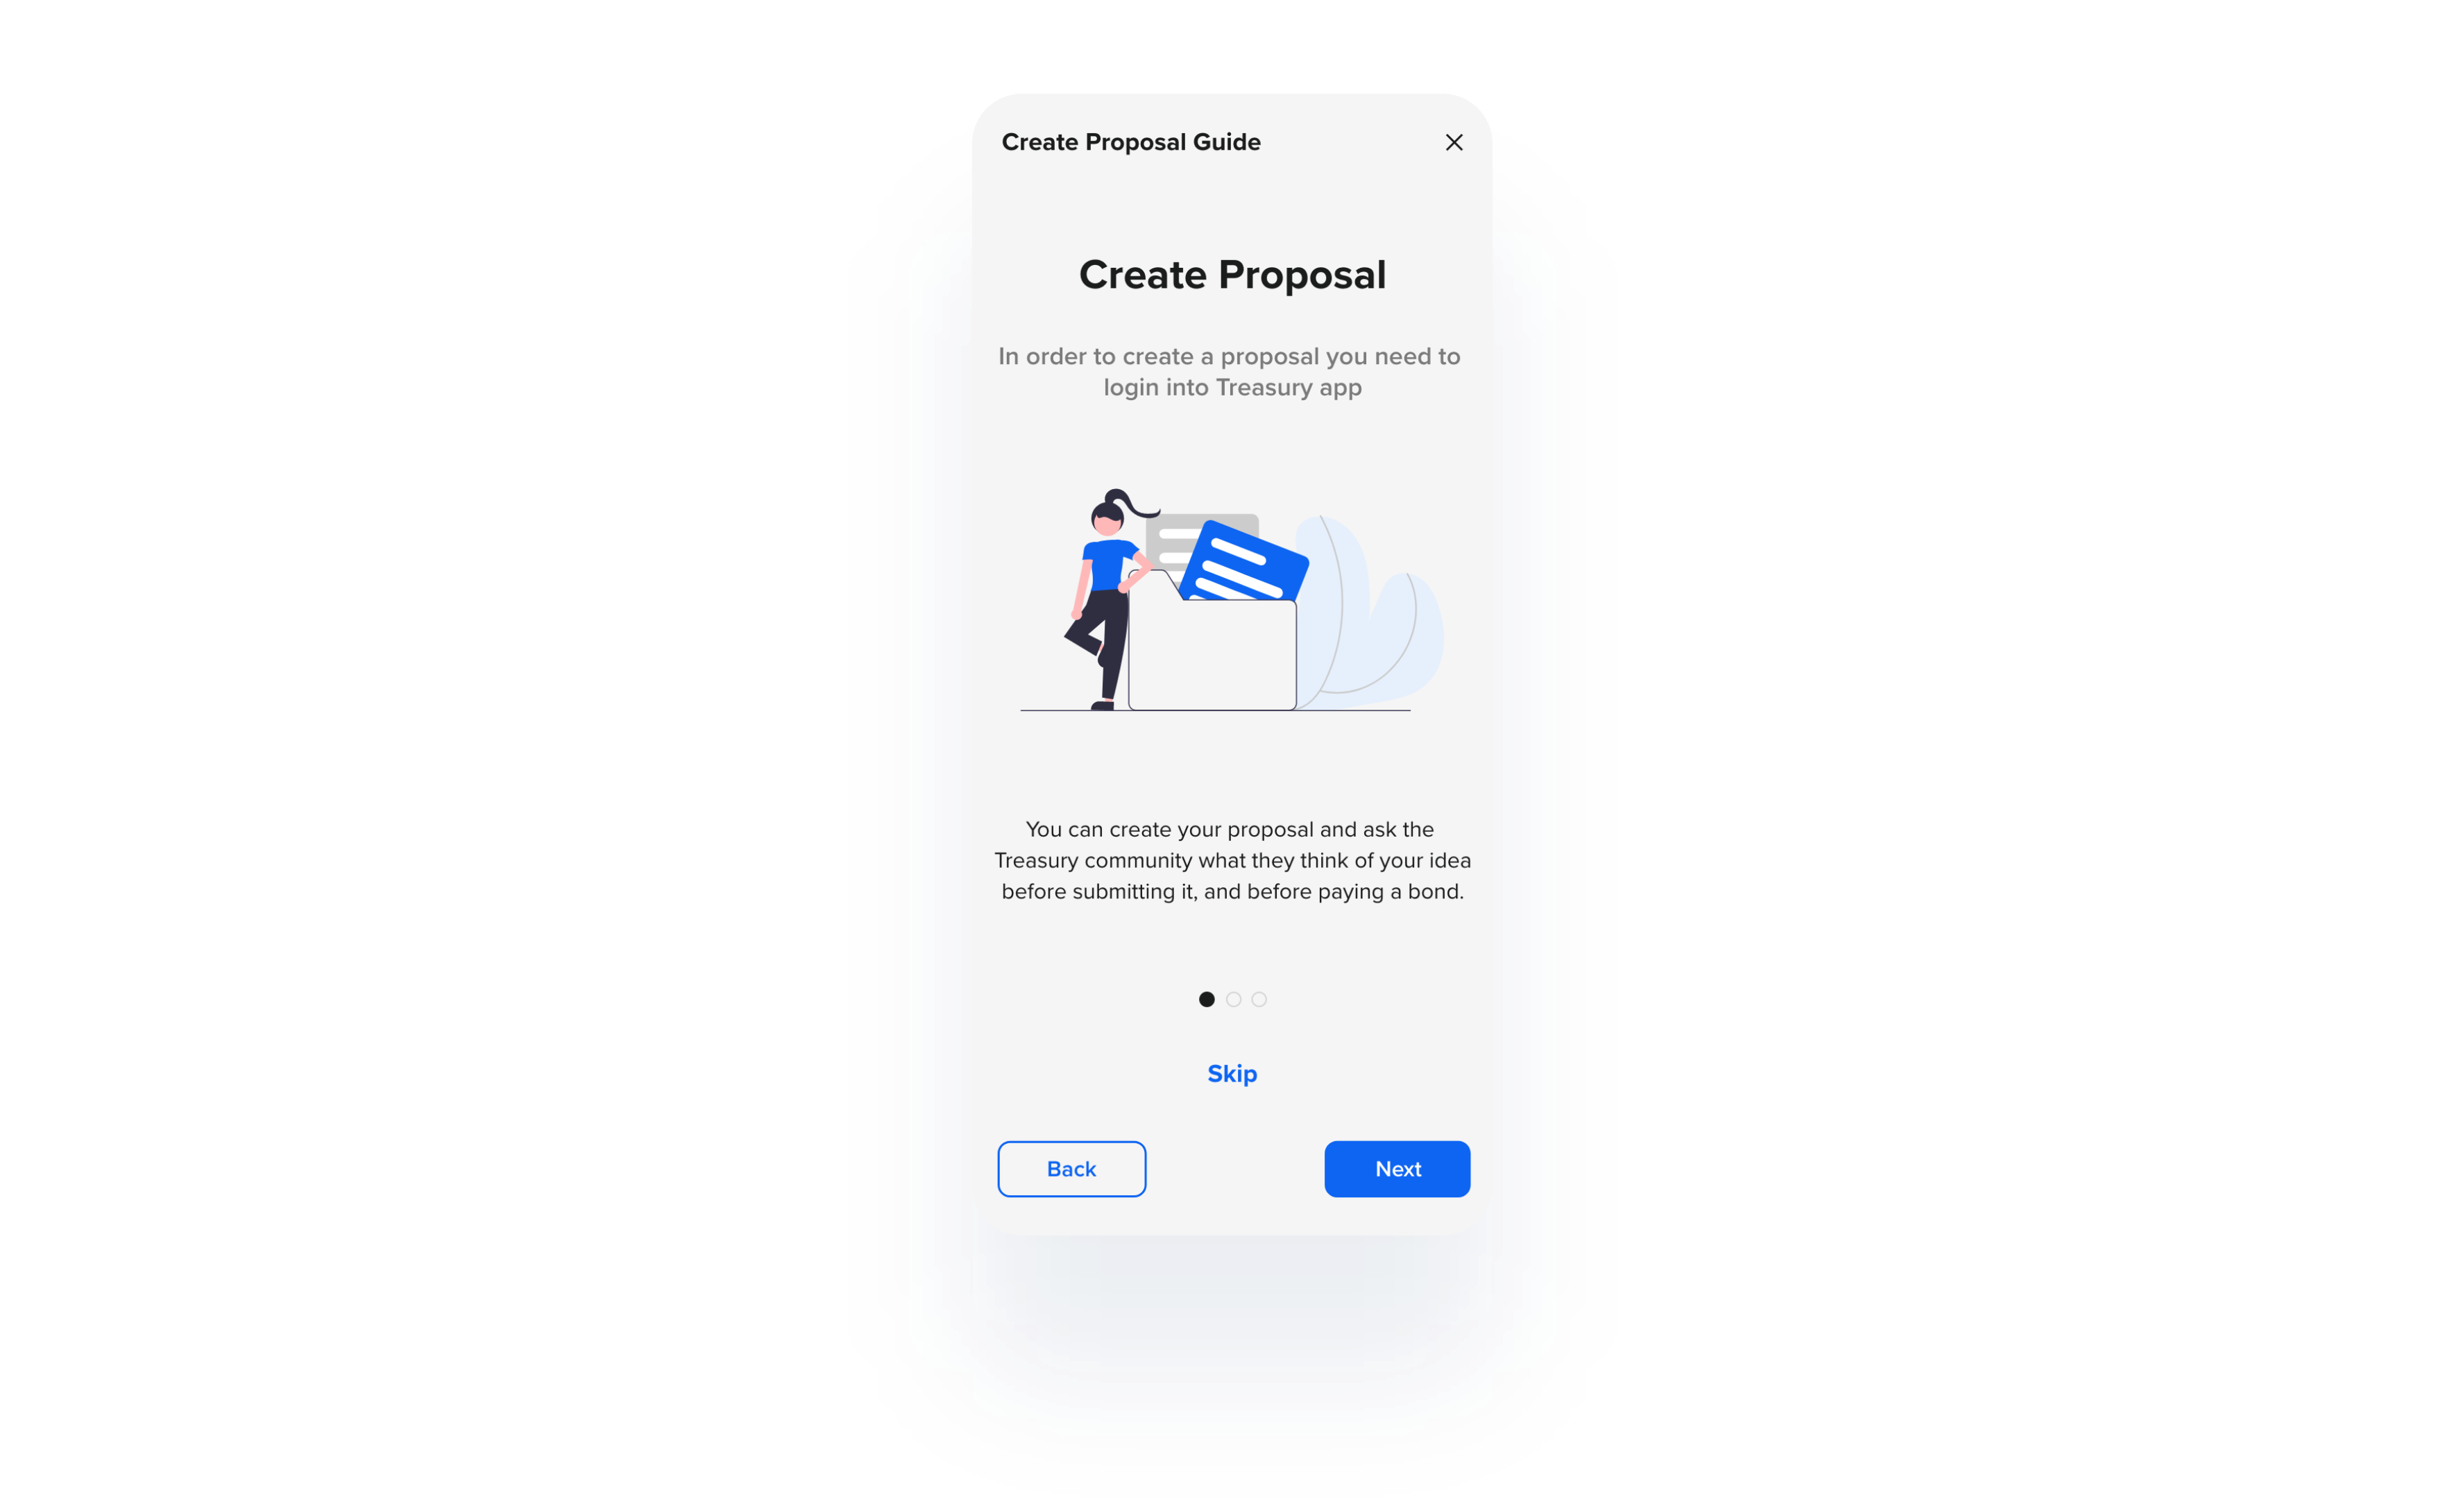 Create Proposal Guide
Create Proposal
In order to create a proposal you need to
login into Treasury app
You can create your proposal and ask the
Treasury community what they think of your idea
before submitting it, and before paying a bond.
Skip
Back
Next